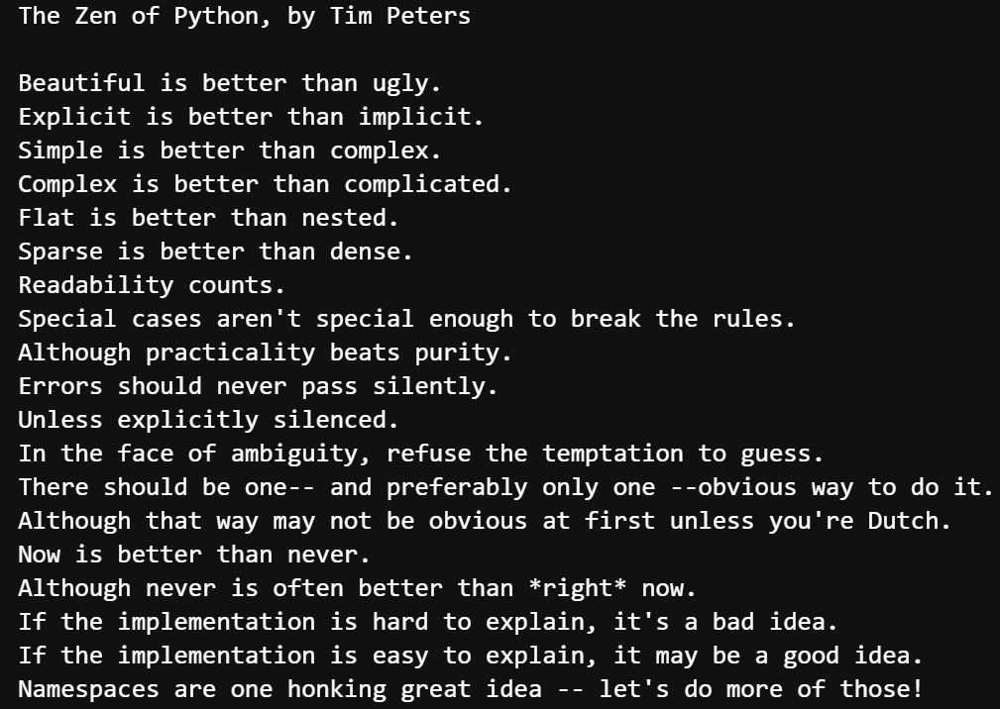 The Zen of Python, by Tim Peters

Beautiful is better than ugly.
Explicit is better than implicit.
Simple is better than complex.
Complex is better than complicated.
Flat is better than nested.
Sparse is better than dense.
Readability counts.
Special cases aren't special enough to break the rules.
Although practicality beats purity.
Errors should never pass silently.
Unless explicitly silenced.
In the face of ambiguity, refuse the temptation to guess.
There should be one-- and preferably only one --obvious way to do it.
Although that way may not be obvious at first unless you're Dutch.
Now is better than never.
Although never is often better than *right* now.
If the implementation is hard to explain, it's a bad idea.
If the implementation is easy to explain, it may be a good idea.
Namespaces are one honking great idea -- let's do more of those!